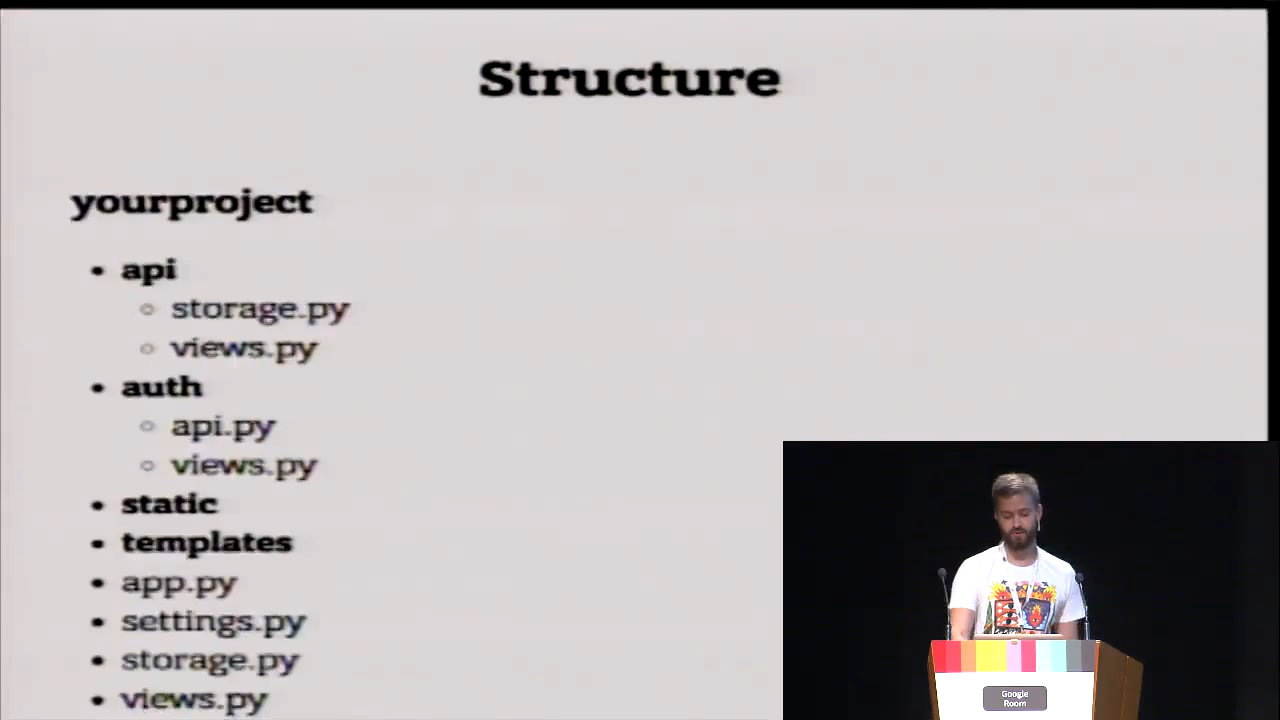 Structure
yourproject
api
storage.py
views.py
auth
api.py
views.py
static
templates
app.py
settings.py
storage.py
views.py
Google
Room